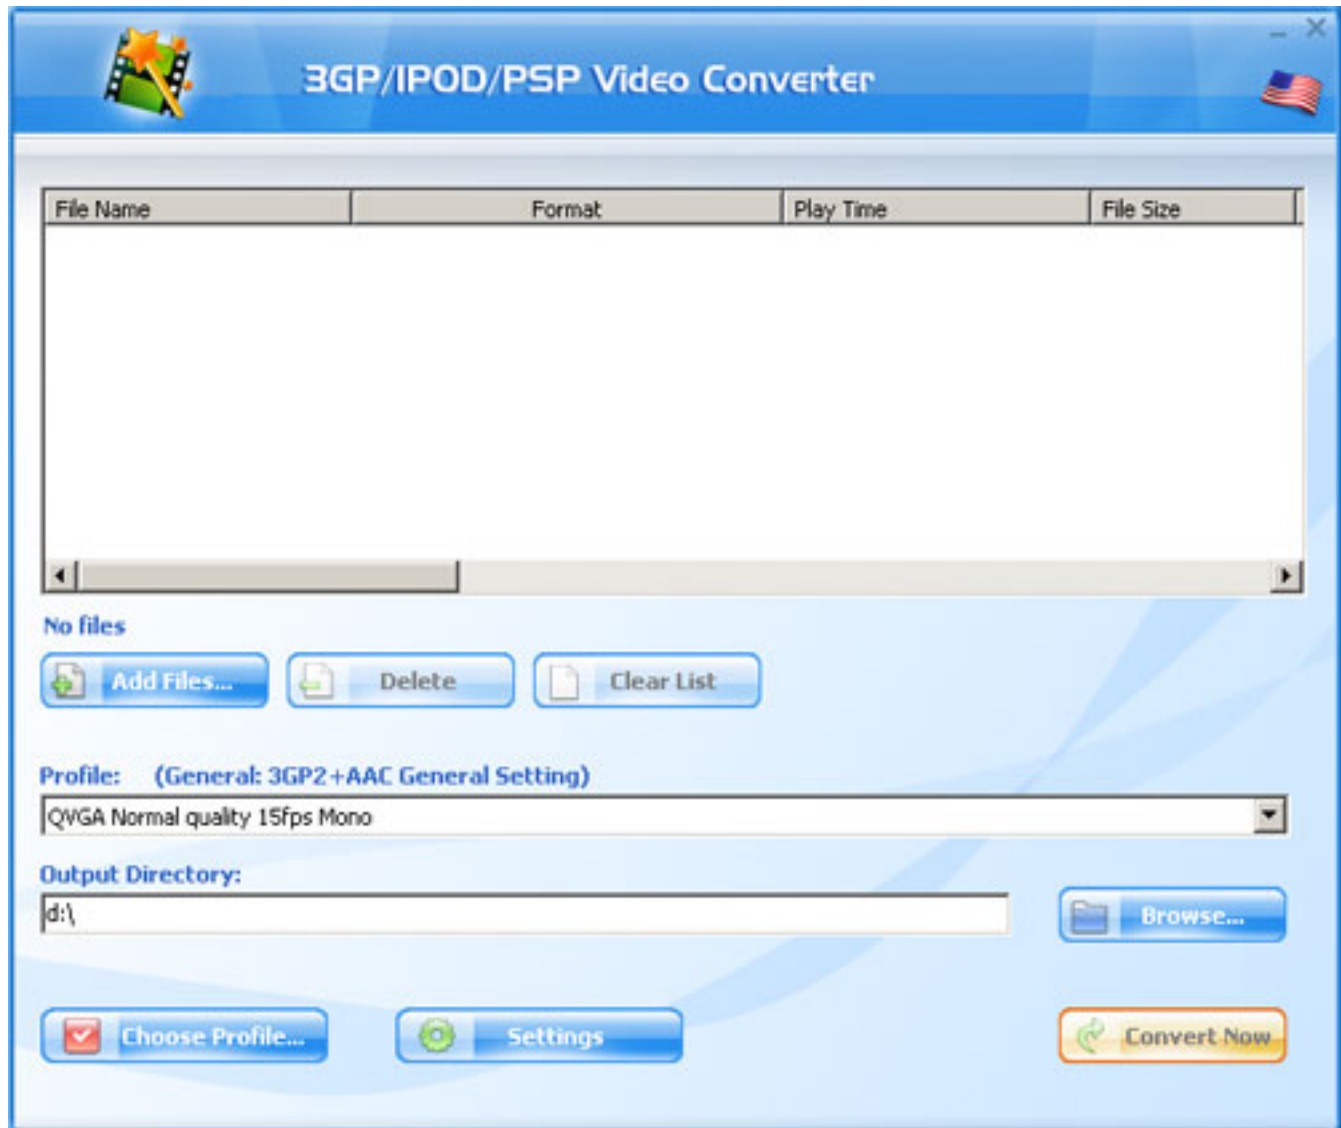 3GP/IPOD/PSP Video Converter
File Name Format Play Time File Size
No files
Add Files... Delete Clear List
Profile: (General: 3GP2+AAC General Setting)
QVGA Normal quality 15fps Mono
Output Directory:
d:\
Browse...
Choose Profile... Settings Convert Now